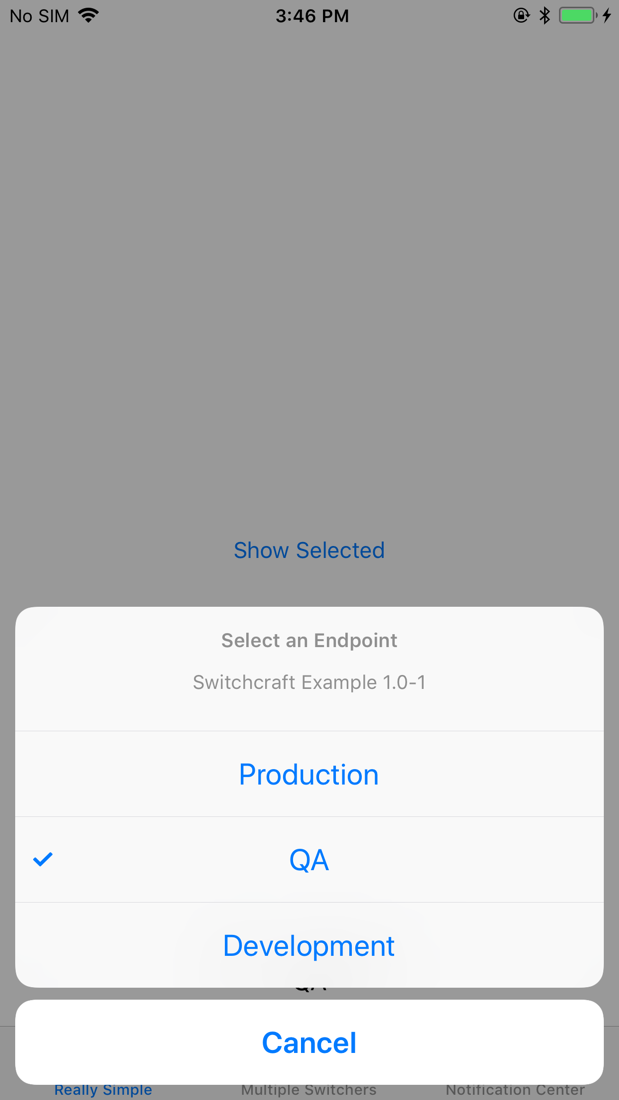 No SIM 3:46 PM
Show Selected
Select an Endpoint
Switchcraft Example 1.0-1
Production
QA
Development
QA
Cancel
Really Simple Multiple Switchers Notification Center